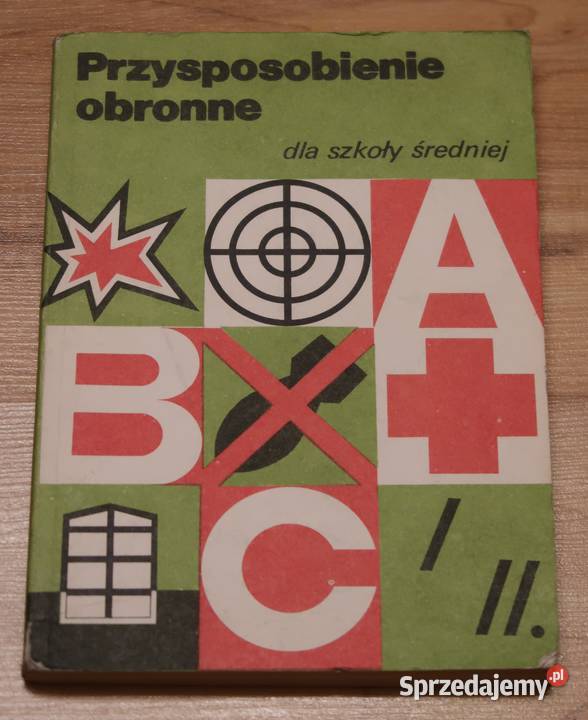 Przysposobienie
obronne
dla szkoły średniej
A
B
C
I
II.
Sprzedajemy.pl